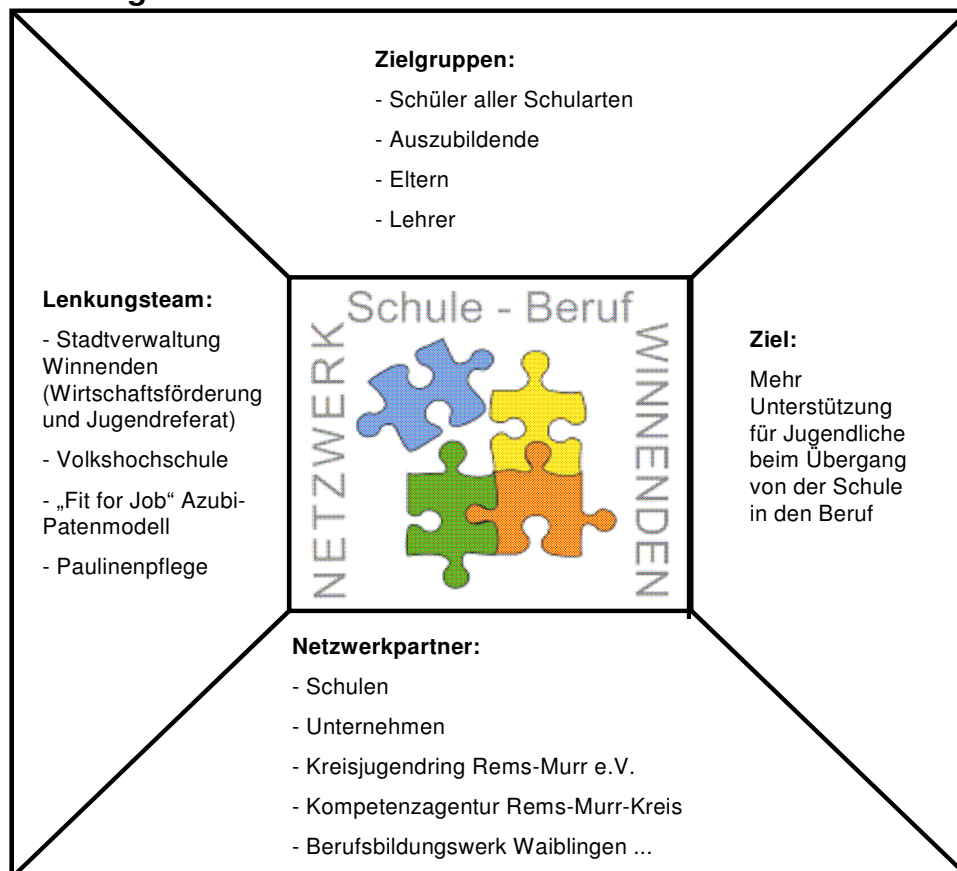 Zielgruppen:
- Schüler aller Schularten
- Auszubildende
- Eltern
- Lehrer
Lenkungsteam:
- Stadtverwaltung
Winnenden
(Wirtschaftsförderung
und Jugendreferat)
- Volkshochschule
- „Fit for Job“ Azubi-
Patenmodell
- Paulinenpflege
NETZWERK
Schule - Beruf
WINNENDEN
Ziel:
Mehr
Unterstützung
für Jugendliche
beim Übergang
von der Schule
in den Beruf
Netzwerkpartner:
- Schulen
- Unternehmen
- Kreisjugendring Rems-Murr e.V.
- Kompetenzagentur Rems-Murr-Kreis
- Berufsbildungswerk Waiblingen ...